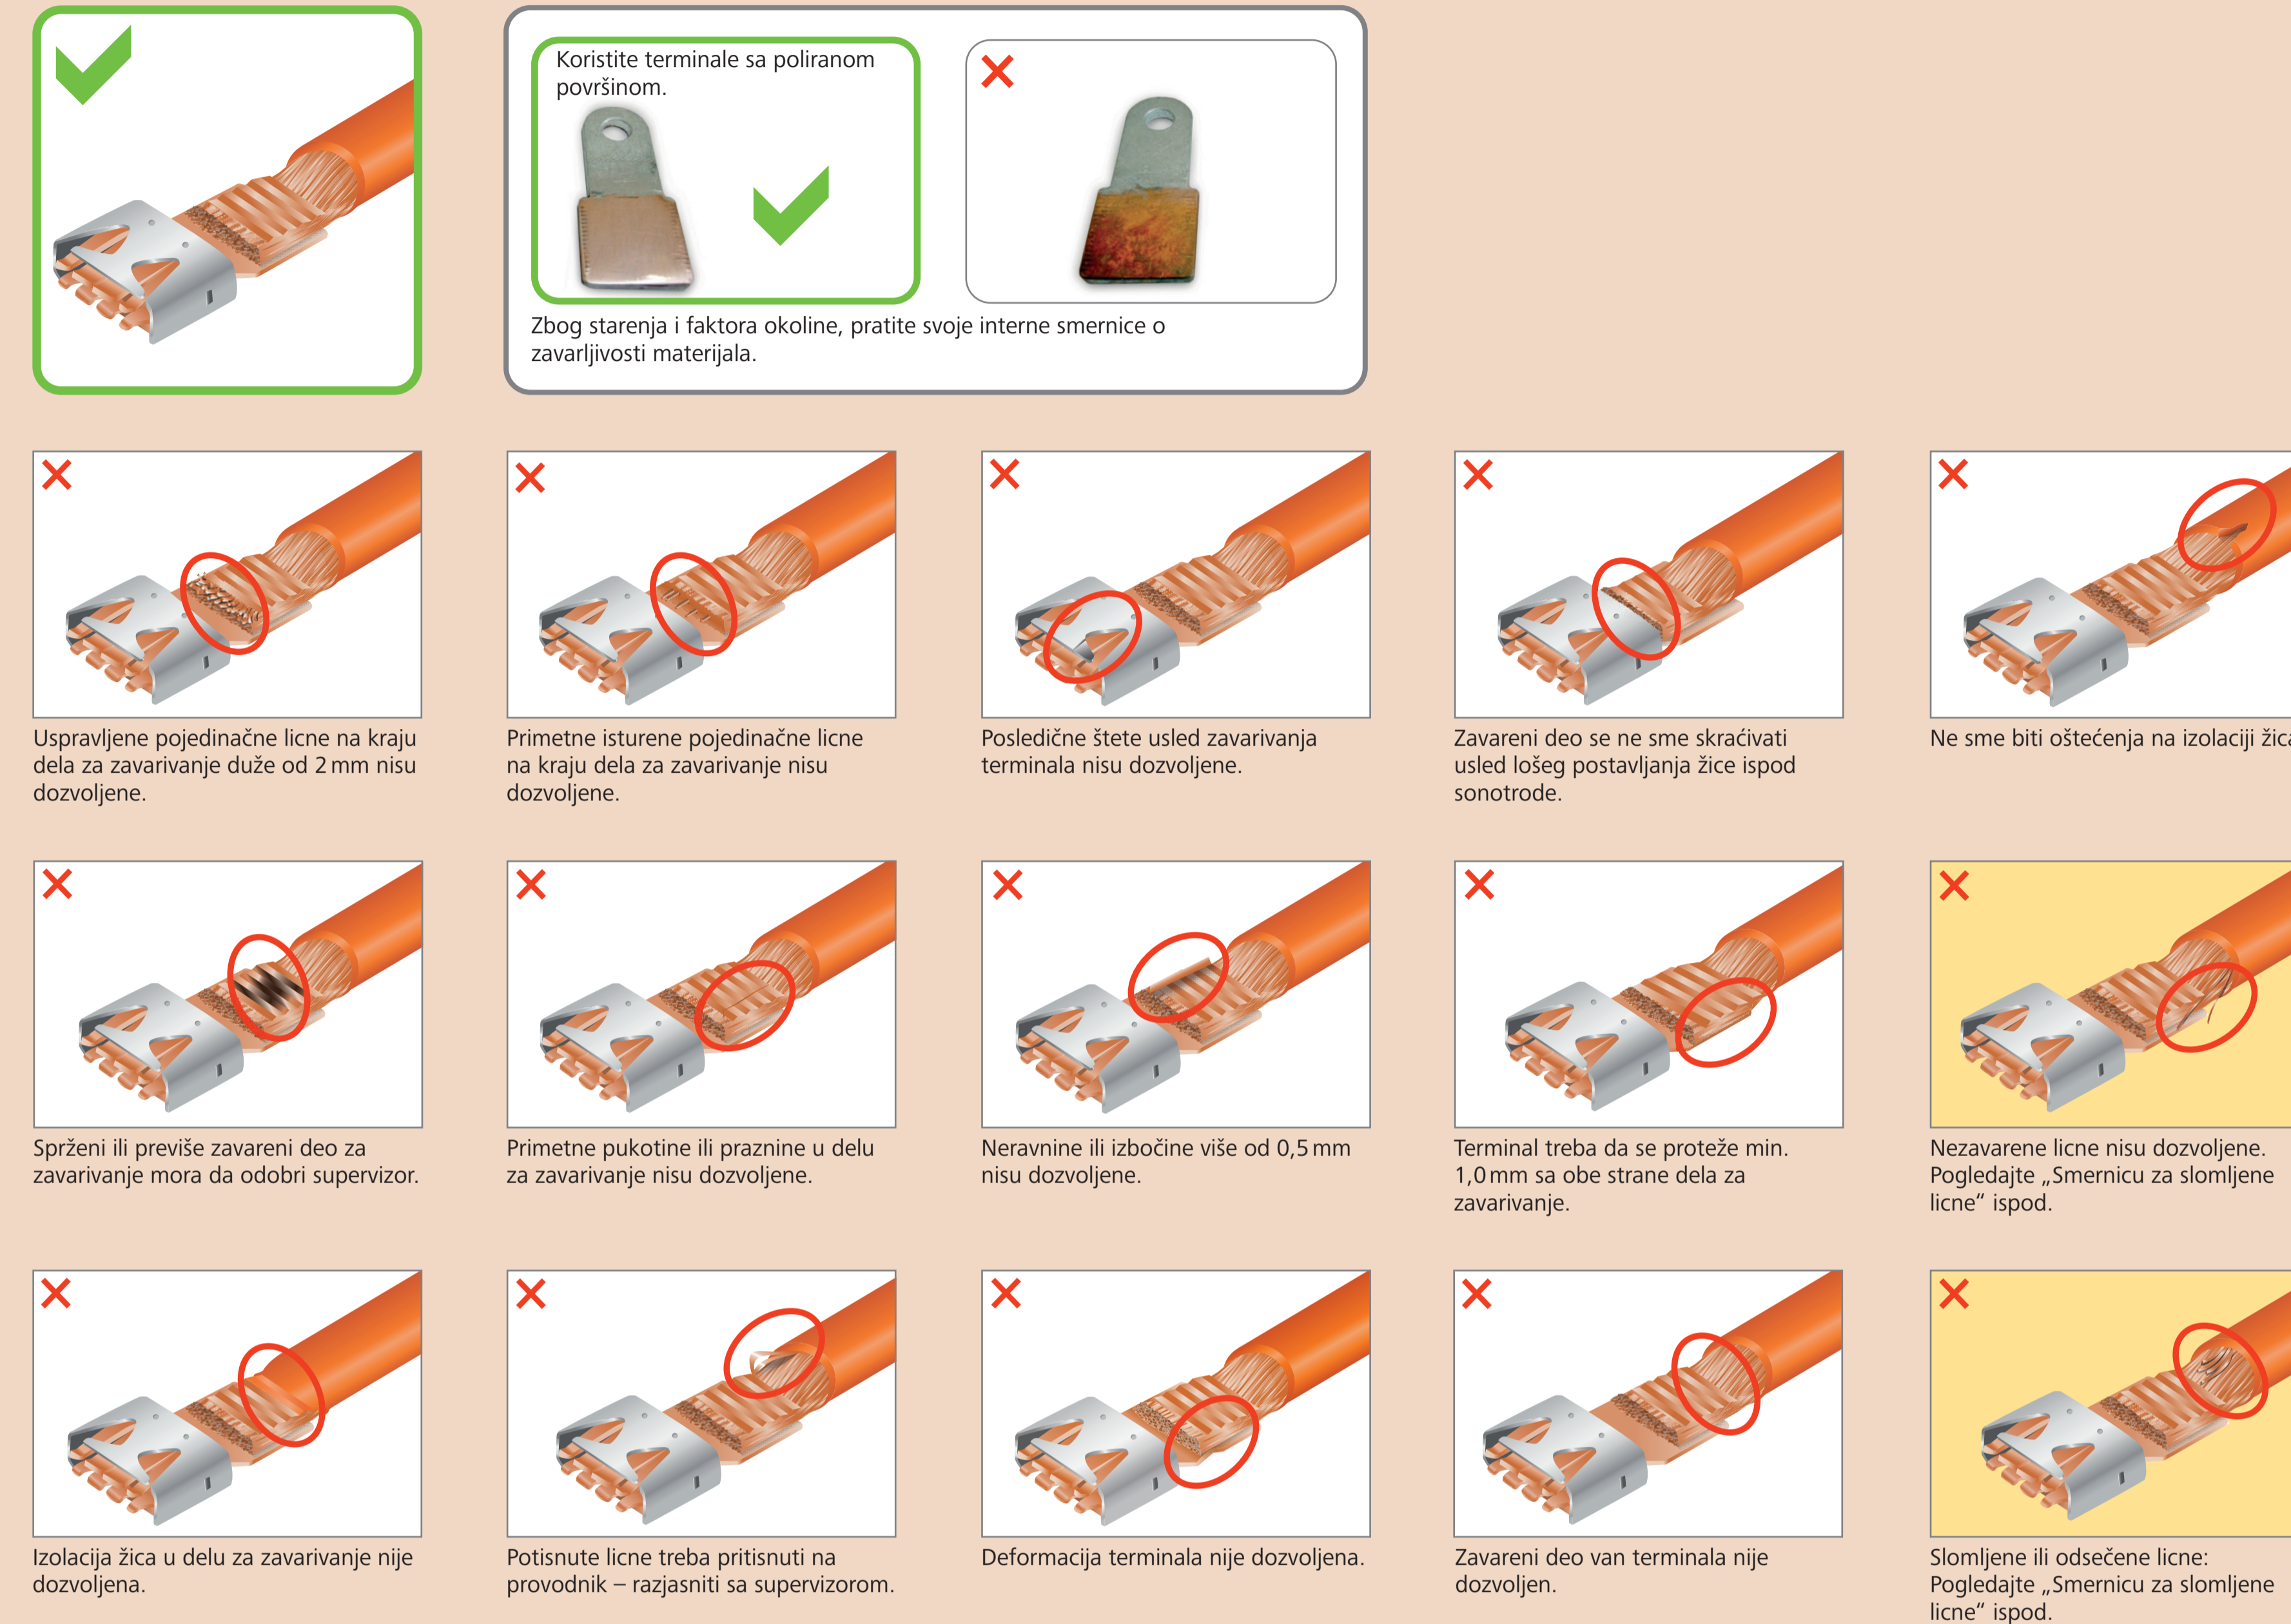 Koristite terminale sa poliranom
površinom.
Zbog starenja i faktora okoline, pratite svoje interne smernice o
zavarljivosti materijala.
Uspravljene pojedinačne licne na kraju
dela za zavarivanje duže od 2 mm nisu
dozvoljene.
Primetne isturene pojedinačne licne
na kraju dela za zavarivanje nisu
dozvoljene.
Posledične štete usled zavarivanja
terminala nisu dozvoljene.
Zavareni deo se ne sme skraćivati
usled lošeg postavljanja žice ispod
sonotrode.
Ne sme biti oštećenja na izolaciji
Sprženi ili previše zavareni deo za
zavarivanje mora da odobri supervizor.
Primetne pukotine ili praznine u delu
za zavarivanje nisu dozvoljene.
Neravnine ili izbočine više od 0,5 mm
nisu dozvoljene.
Terminal treba da se proteže min.
1,0 mm sa obe strane dela za
zavarivanje.
Nezavarene licne nisu dozvoljene.
Pogledajte „Smernicu za slomljene
licne“ ispod.
Izolacija žica u delu za zavarivanje nije
dozvoljena.
Potisnute licne treba pritisnuti na
provodnik – razjasniti sa supervizorom.
Deformacija terminala nije dozvoljena.
Zavareni deo van terminala nije
dozvoljen.
Slomljene ili odsečene licne:
Pogledajte „Smernicu za slomljene
licne“ ispod.